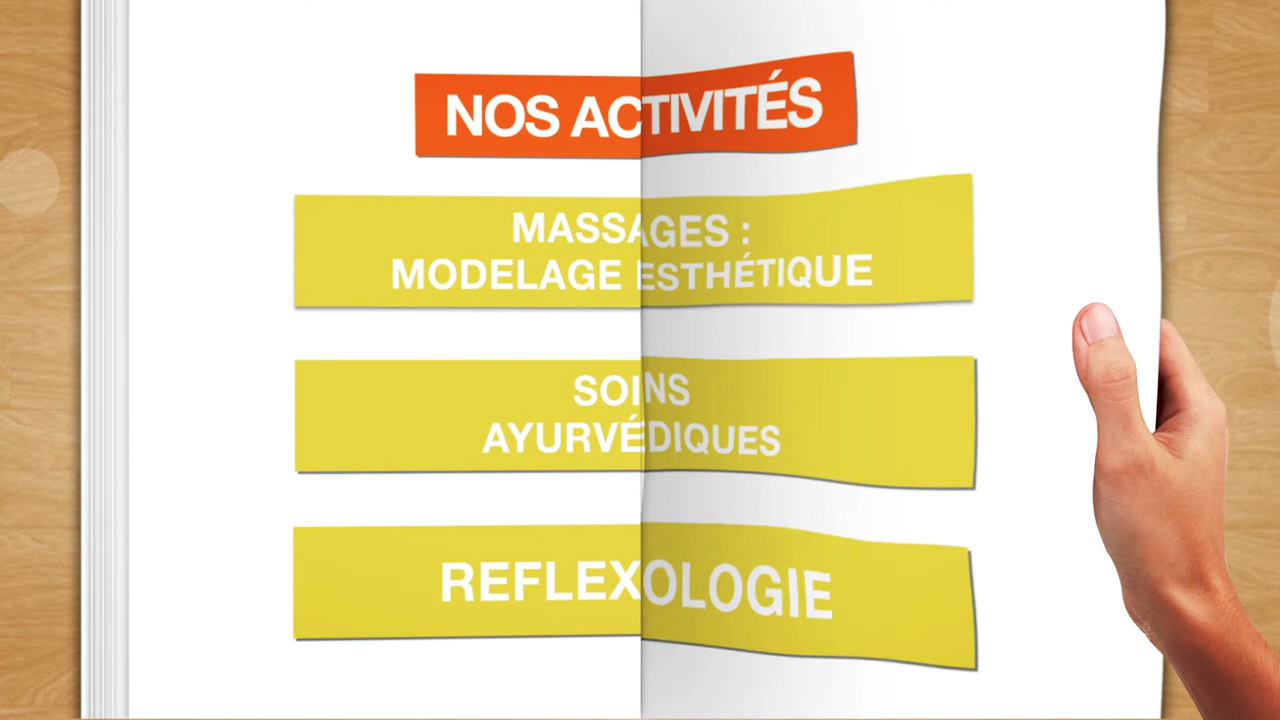 NOS ACTIVITÉS
MASSAGES :
MODELAGE ESTHÉTIQUE
SOINS
AYURVÉDIQUES
REFLEXOLOGIE